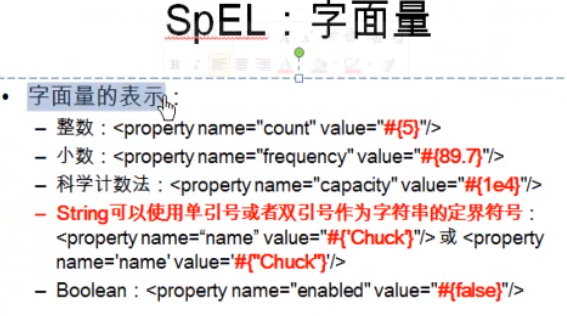 SpEL：字面量
• 字面量的表示：
– 整数：<property name="count" value="#{5}"/>
– 小数：<property name="frequency" value="#{89.7}"/>
– 科学计数法：<property name="capacity" value="#{1e4}"/>
– String可以使用单引号或者双引号作为字符串的定界符号：
<property name=“name” value="#{'Chuck'}"/> 或 <property
name='name' value='#{"Chuck"}'/>
– Boolean：<property name="enabled" value="#{false}"/>